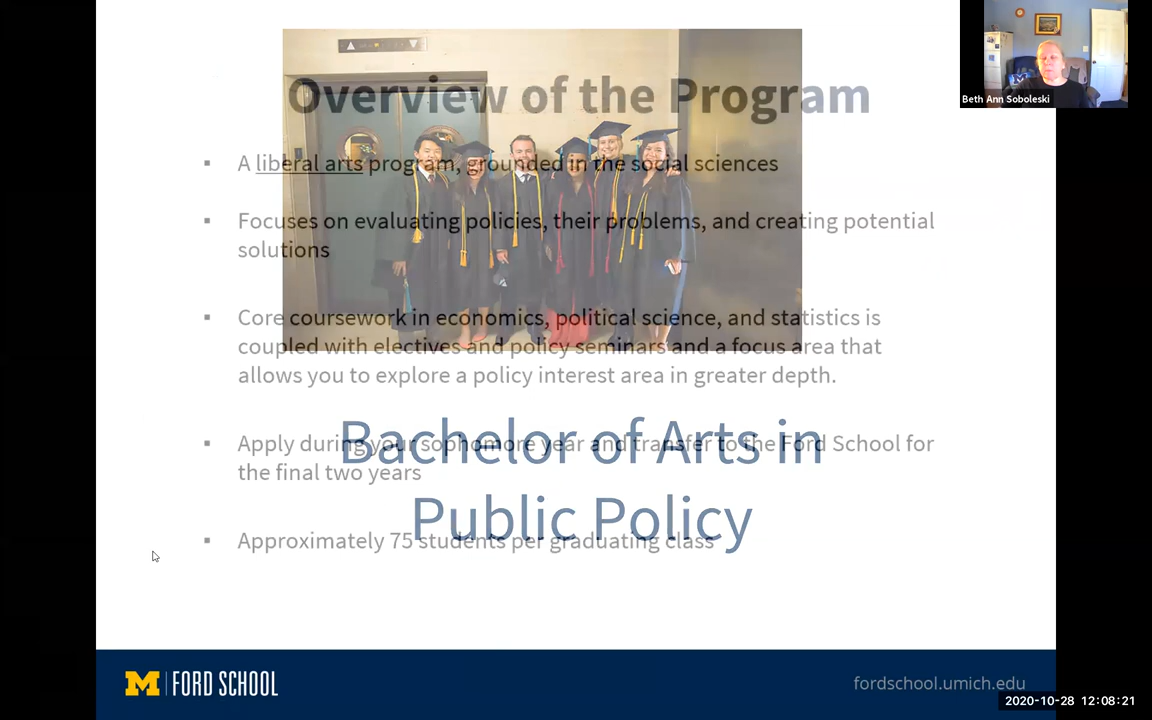 Beth Ann Soboleski
Overview of the Program
▪ A liberal arts program, grounded in the social sciences
▪ Focuses on evaluating policies, their problems, and creating potential
solutions
▪ Core coursework in economics, political science, and statistics is
coupled with electives and policy seminars and a focus area that
allows you to explore a policy interest area in greater depth.
▪ Apply during your sophomore year and transfer to the Ford School for
the final two years
▪ Approximately 75 students per graduating class
Bachelor of Arts in
Public Policy
M FORD SCHOOL
fordschool.umich.edu
2020-10-28 12:08:21